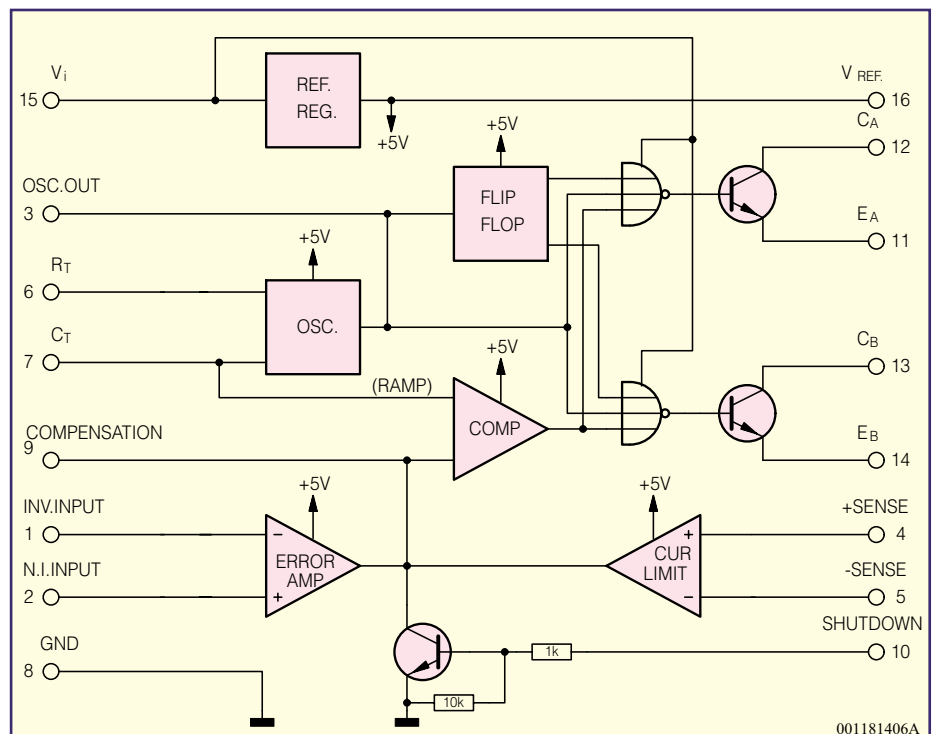 Vi
15
REF.
REG.
+5V
V REF.
16
CA
12
OSC.OUT
3
+5V
FLIP
FLOP
EA
11
+5V
RT
6
OSC.
CT
7
(RAMP)
+5V
COMP
CB
13
COMPENSATION
9
EB
14
INV.INPUT
1
+5V
−
ERROR
AMP
+
N.I.INPUT
2
+5V
+
CUR
LIMIT
−
+SENSE
4
-SENSE
5
SHUTDOWN
10
1k
10k
GND
8
001181406A